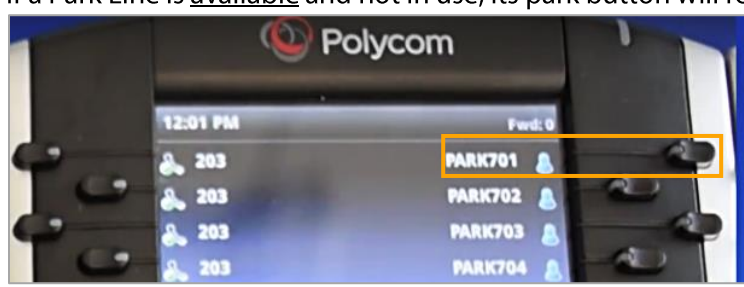 If a Park Line is available and not in use, its park button will
Polycom
12:01 PM Fwd: 0
203 PARK701
203 PARK702
203 PARK703
203 PARK704